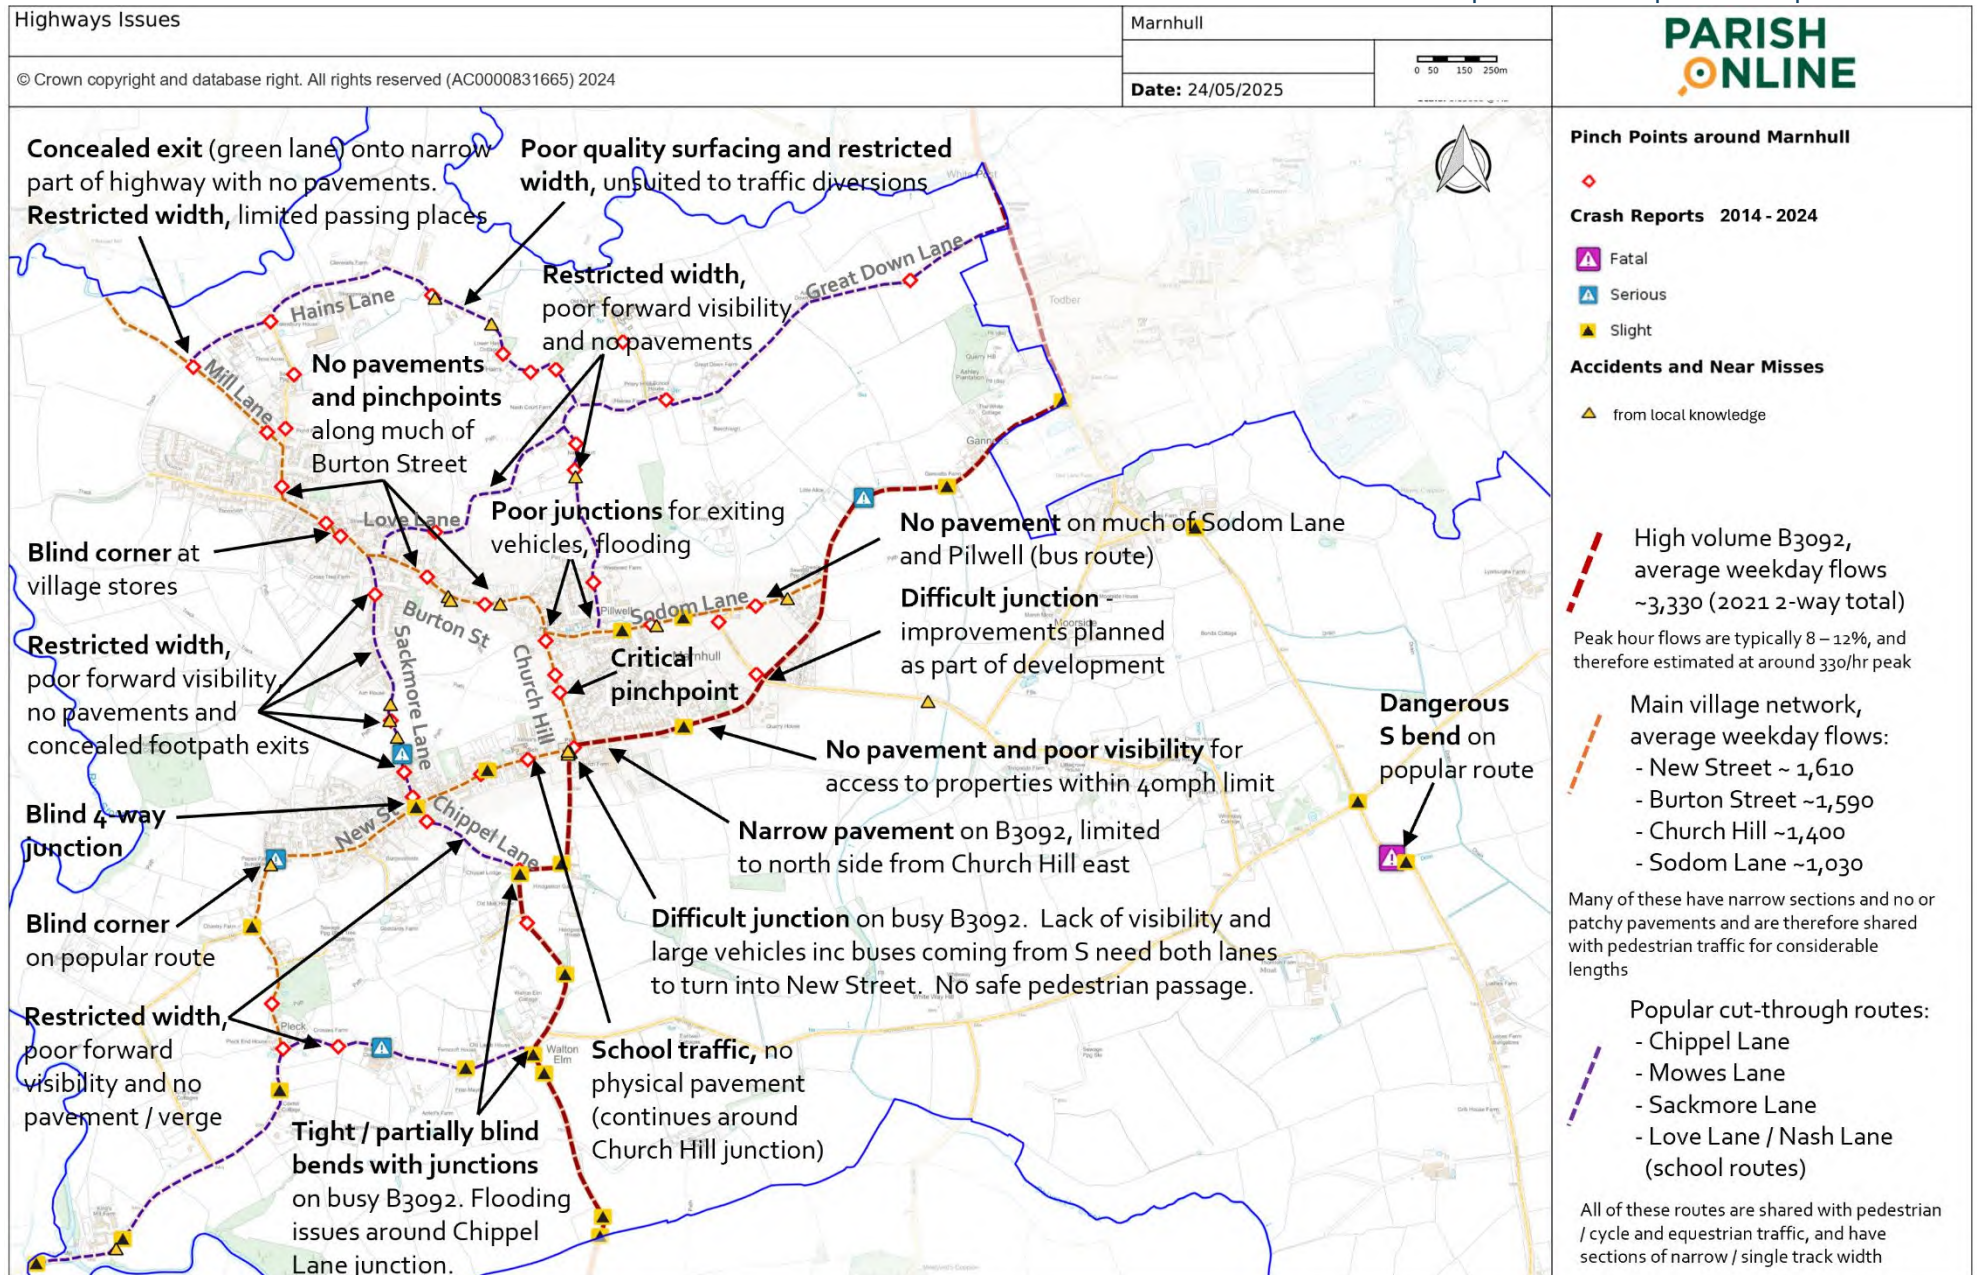 Highways Issues
© Crown copyright and database right. All rights reserved (AC0000831665) 2024
Marnhull
Date: 24/05/2025
0 50 150 250m
PARISH
ONLINE
Concealed exit (green lane) onto narrow
part of highway with no pavements.
Restricted width, limited passing places
Poor quality surfacing and restricted
width, unsuited to traffic diversions
White Post
Great Down Lane
Hains Lane
Restricted width,
poor forward visibility
and no pavements
Todber
Mill Lane
No pavements
and pinchpoints
along much of
Burton Street
Love Lane
Poor junctions for exiting
vehicles, flooding
No pavement on much of Sodom Lane
and Pilwell (bus route)
Blind corner at
village stores
Burton St
Pillwell
Sodom Lane
Difficult junction -
improvements planned
as part of development
Moorside
Restricted width,
poor forward visibility,
no pavements and
concealed footpath exits
Sackmore Lane
Church Hill
Marnhull
Critical
pinchpoint
Dangerous
S bend on
popular route
No pavement and poor visibility for
access to properties within 40mph limit
Blind 4-way
junction
New St
Chippel Lane
Narrow pavement on B3092, limited
to north side from Church Hill east
Blind corner
on popular route
Difficult junction on busy B3092. Lack of visibility and
large vehicles inc buses coming from S need both lanes
to turn into New Street. No safe pedestrian passage.
Restricted width,
poor forward
visibility and no
pavement / verge
Pleck
Walton
Elm
School traffic, no
physical pavement
(continues around
Church Hill junction)
Tight / partially blind
bends with junctions
on busy B3092. Flooding
issues around Chippel
Lane junction.
Pinch Points around Marnhull
Crash Reports 2014 - 2024
Fatal
Serious
Slight
Accidents and Near Misses
from local knowledge
High volume B3092,
average weekday flows
~3,330 (2021 2-way total)
Peak hour flows are typically 8 – 12%, and
therefore estimated at around 330/hr peak
Main village network,
average weekday flows:
- New Street ~ 1,610
- Burton Street ~1,590
- Church Hill ~1,400
- Sodom Lane ~1,030
Many of these have narrow sections and no or
patchy pavements and are therefore shared
with pedestrian traffic for considerable
lengths
Popular cut-through routes:
- Chippel Lane
- Mowes Lane
- Sackmore Lane
- Love Lane / Nash Lane
(school routes)
All of these routes are shared with pedestrian
/ cycle and equestrian traffic, and have
sections of narrow / single track width